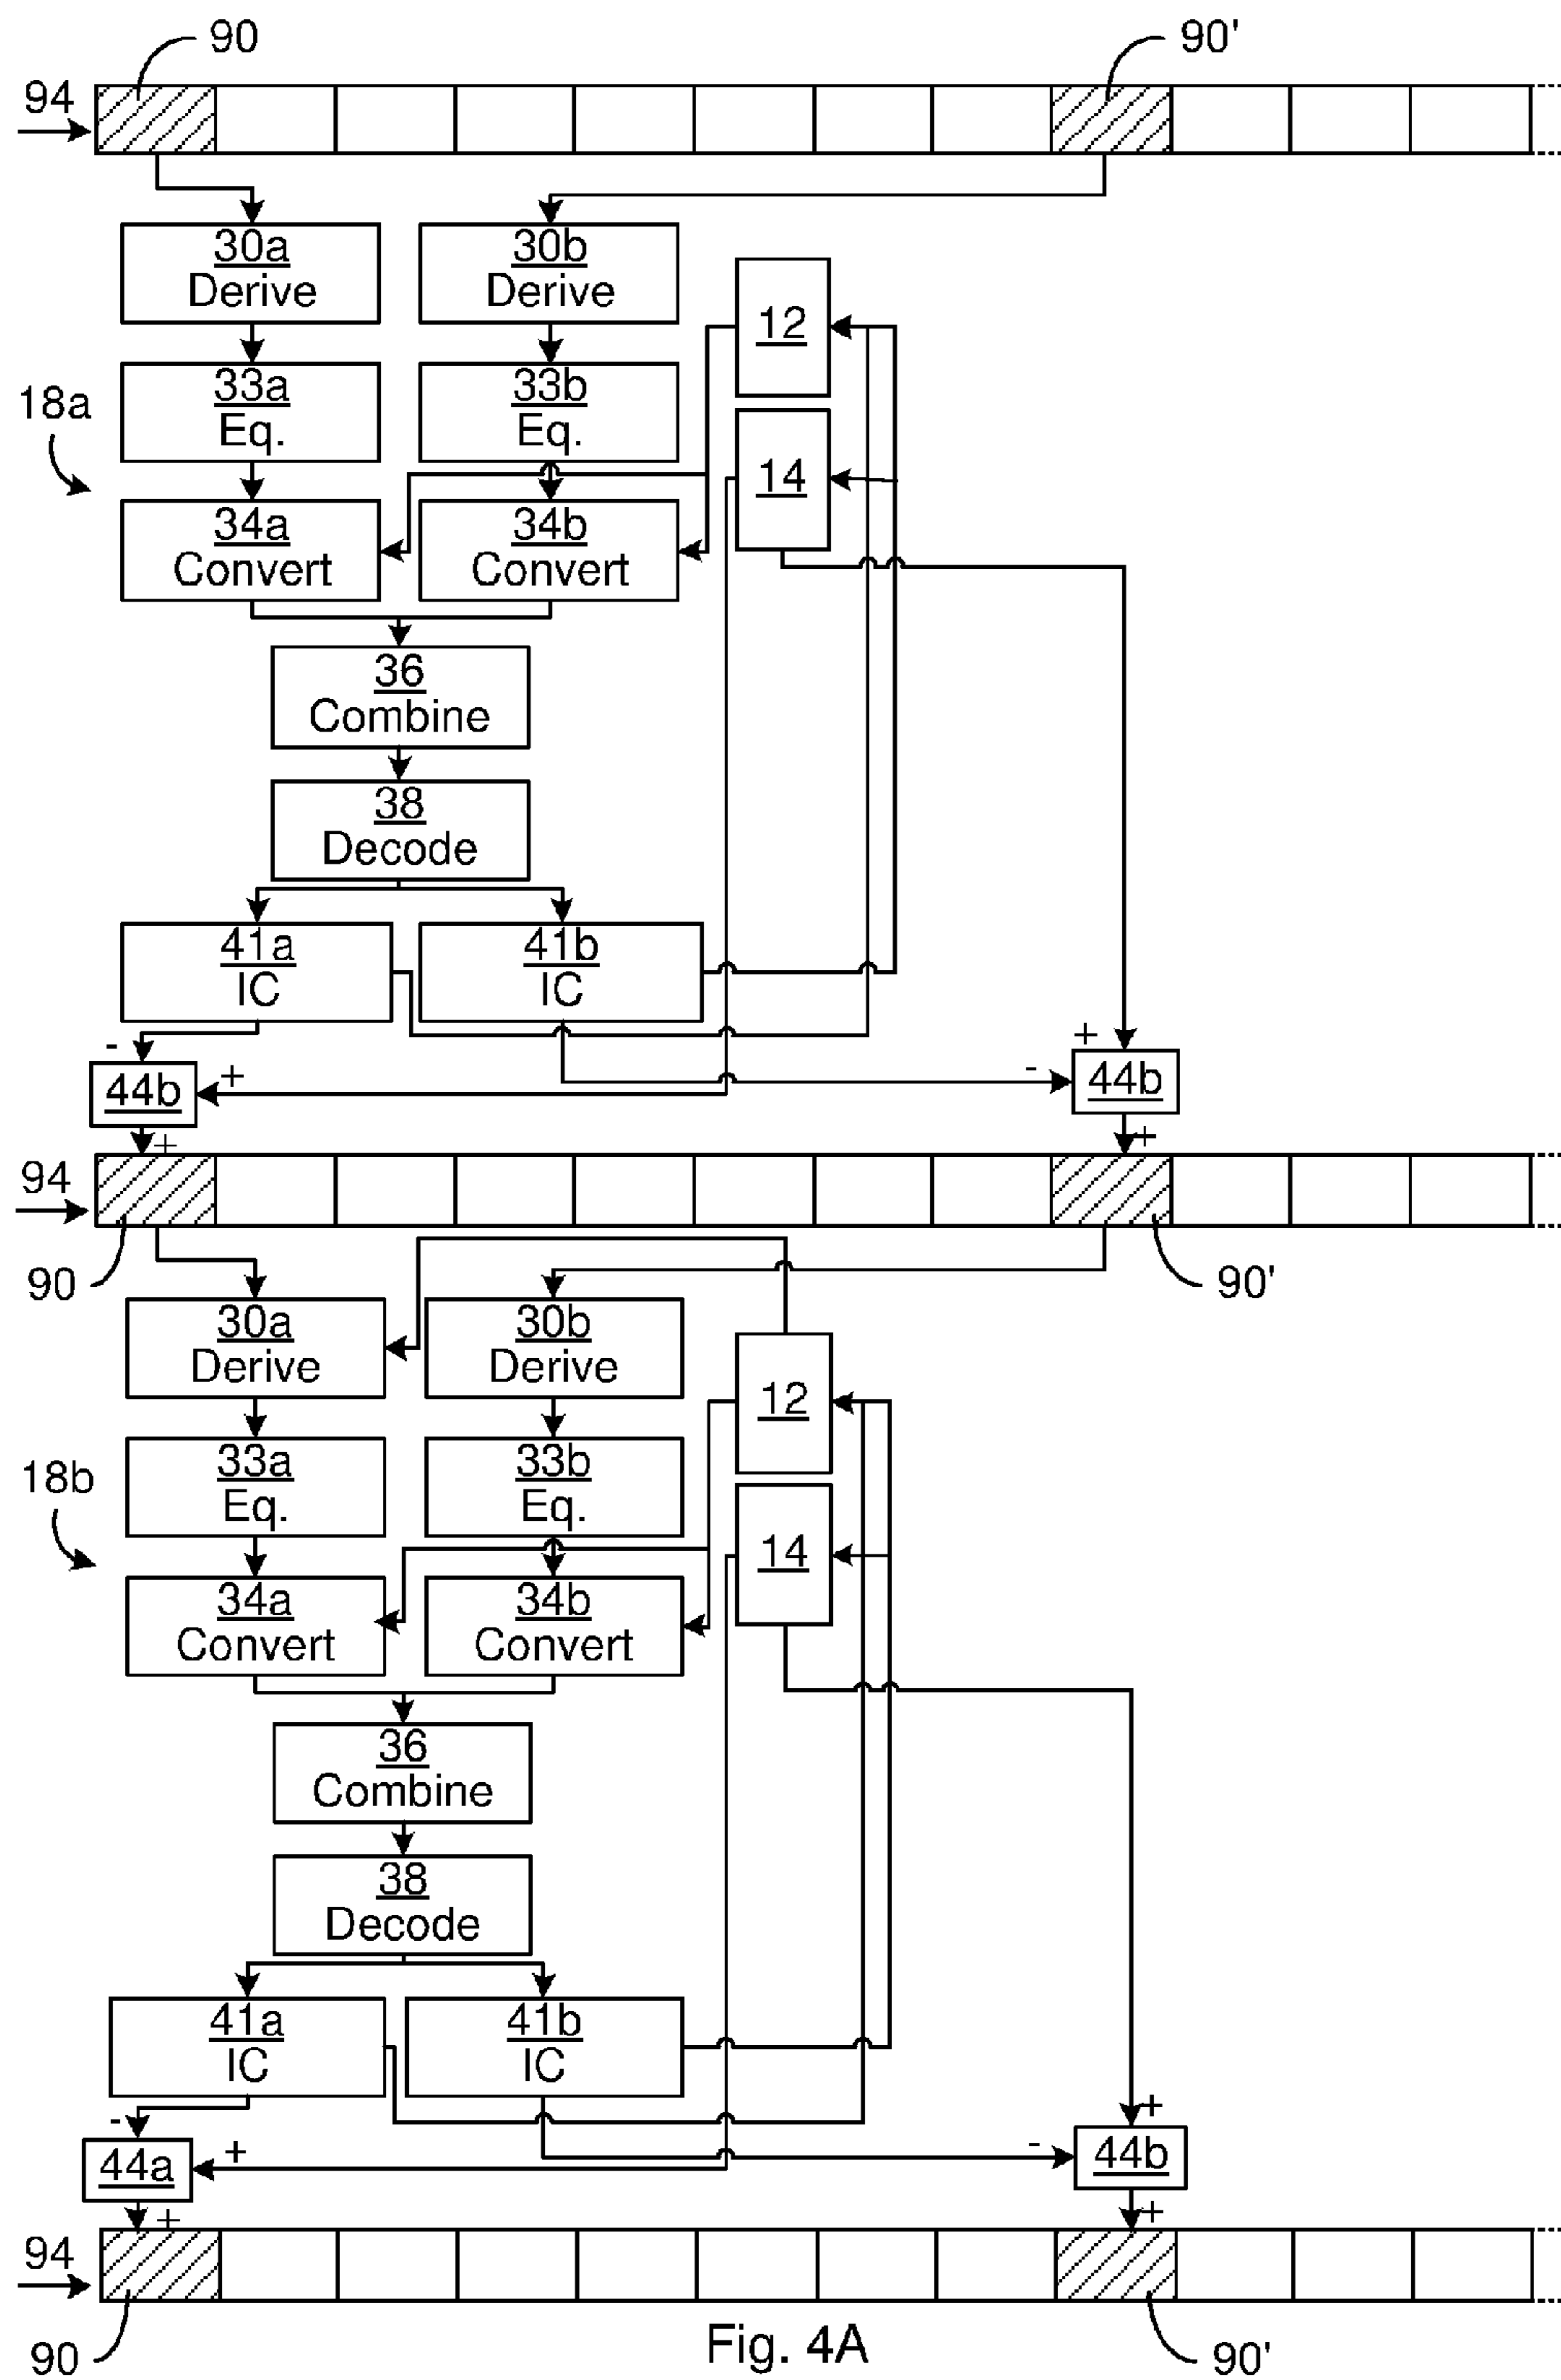 90
90'
94
30a
Derive
30b
Derive
12
33a
Eq.
33b
Eq.
18a
14
34a
Convert
34b
Convert
36
Combine
38
Decode
41a
IC
41b
IC
-
+
44b
+
-
44b
+
+
94
90
90'
30a
Derive
30b
Derive
12
33a
Eq.
33b
Eq.
18b
14
34a
Convert
34b
Convert
36
Combine
38
Decode
41a
IC
41b
IC
-
+
44a
+
-
44b
+
+
94
90
90'
Fig. 4A